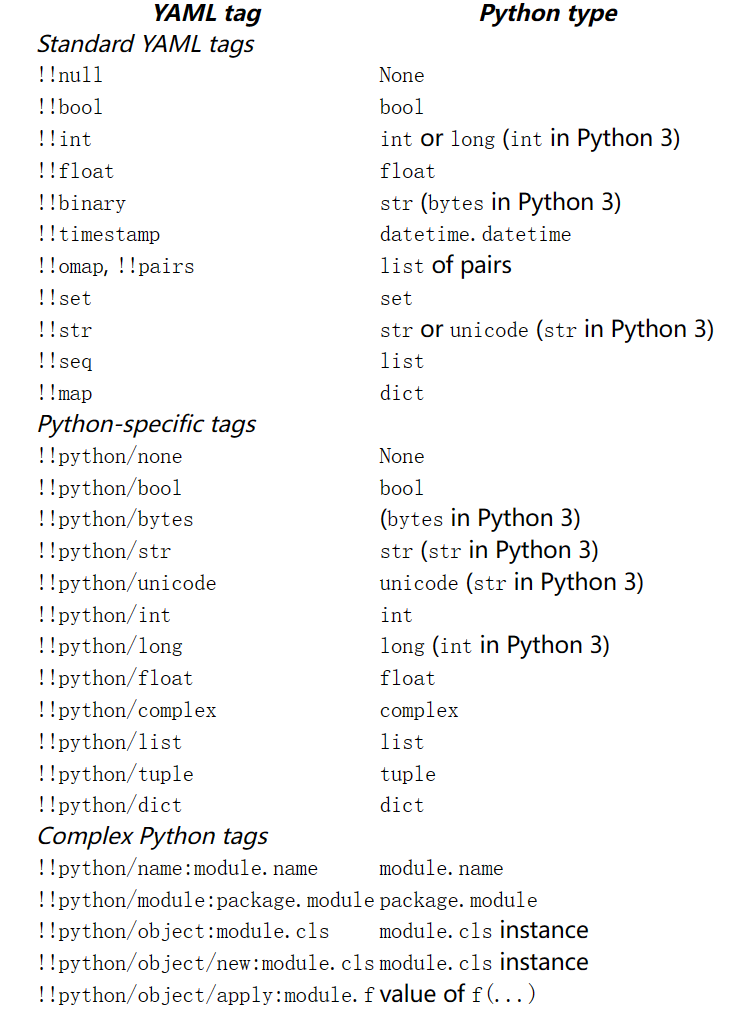 YAML tag Python type
Standard YAML tags
!!null None
!!bool bool
!!int int or long (int in Python 3)
!!float float
!!binary str (bytes in Python 3)
!!timestamp datetime.datetime
!!omap, !!pairs list of pairs
!!set set
!!str str or unicode (str in Python 3)
!!seq list
!!map dict
Python-specific tags
!!python/none None
!!python/bool bool
!!python/bytes (bytes in Python 3)
!!python/str str (str in Python 3)
!!python/unicode unicode (str in Python 3)
!!python/int int
!!python/long long (int in Python 3)
!!python/float float
!!python/complex complex
!!python/list list
!!python/tuple tuple
!!python/dict dict
Complex Python tags
!!python/name:module.name module.name
!!python/module:package.module package.module
!!python/object:module.cls module.cls instance
!!python/object/new:module.cls module.cls instance
!!python/object/apply:module.f value of f(...)